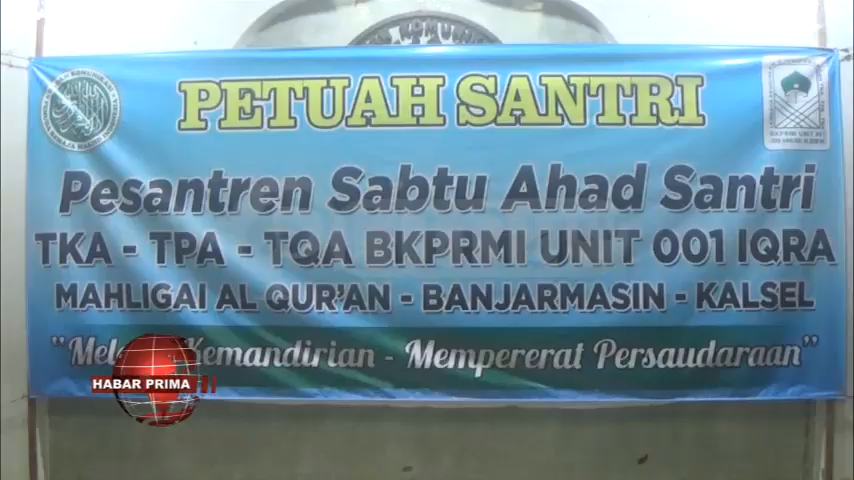 PETUAH SANTRI
Pesantren Sabtu Ahad Santri
TKA - TPA - TQA BKPRMI UNIT 001 IQRA
MAHLIGAI AL QUR'AN - BANJARMASIN - KALSEL
Kemandirian - Mempererat Persaudaraan"
HABAR PRIMA